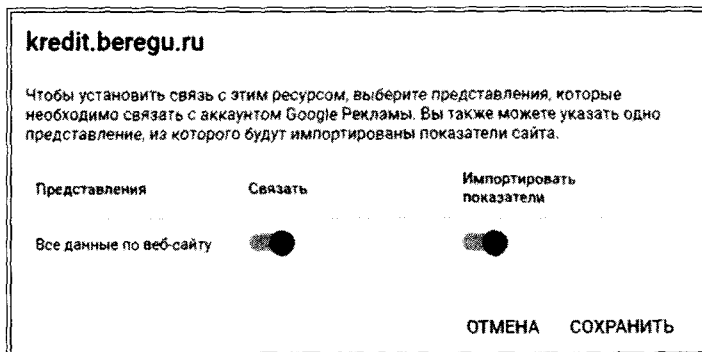 kredit.beregu.ru
Чтобы установить связь с этим ресурсом, выберите представления, которые
необходимо связать с аккаунтом Google Рекламы. Вы также можете указать одно
представление, из которого будут импортированы показатели сайта.
Представления Связать Импортировать
показатели
Все данные по веб-сайту
ОТМЕНА СОХРАНИТЬ